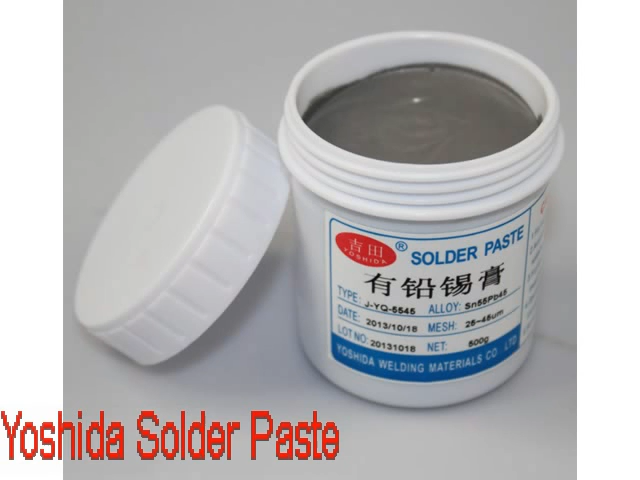 吉田
YOSHIDA
® SOLDER PASTE
有铅锡膏
TYPE: J-YQ-5545 ALLOY: Sn55Pb45
DATE: 2013/10/18 MESH: 25-45um
LOT NO: 20131018 NET: 500g
YOSHIDA WELDING MATERIALS CO LTD
Yoshida Solder Paste